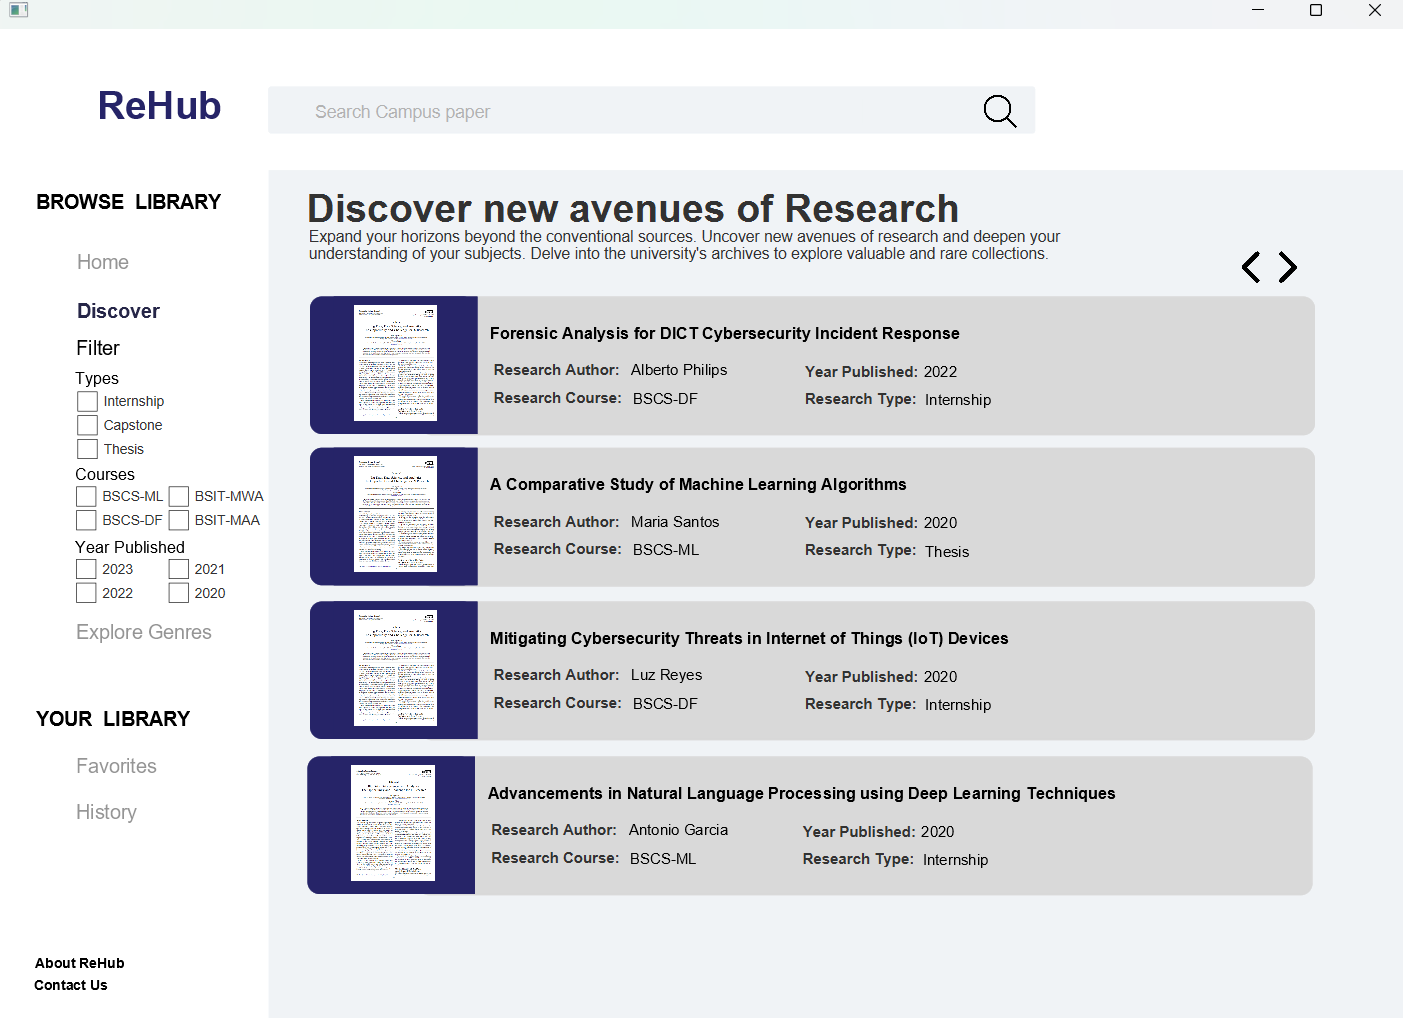 ReHub
Search Campus paper
BROWSE LIBRARY
Home
Discover
Filter
Types
Internship
Capstone
Thesis
Courses
BSCS-ML BSIT-MWA
BSCS-DF BSIT-MAA
Year Published
2023 2021
2022 2020
Explore Genres
YOUR LIBRARY
Favorites
History
About ReHub
Contact Us
Discover new avenues of Research
Expand your horizons beyond the conventional sources. Uncover new avenues of research and deepen your
understanding of your subjects. Delve into the university's archives to explore valuable and rare collections.
Forensic Analysis for DICT Cybersecurity Incident Response
Research Author: Alberto Philips Year Published: 2022
Research Course: BSCS-DF Research Type: Internship
A Comparative Study of Machine Learning Algorithms
Research Author: Maria Santos Year Published: 2020
Research Course: BSCS-ML Research Type: Thesis
Mitigating Cybersecurity Threats in Internet of Things (IoT) Devices
Research Author: Luz Reyes Year Published: 2020
Research Course: BSCS-DF Research Type: Internship
Advancements in Natural Language Processing using Deep Learning Techniques
Research Author: Antonio Garcia Year Published: 2020
Research Course: BSCS-ML Research Type: Internship